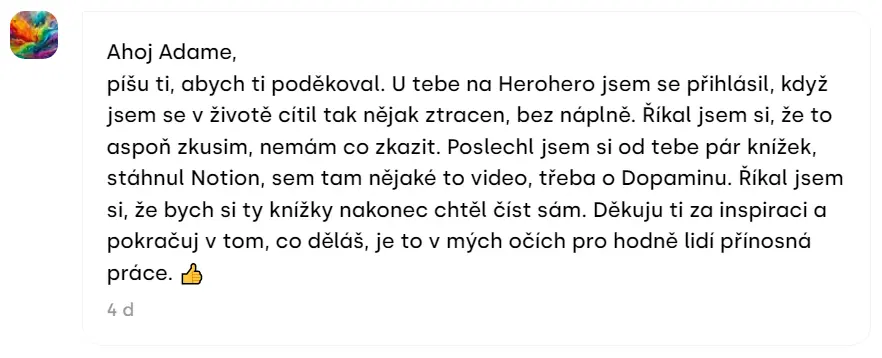 Ahoj Adame,
píšu ti, abych ti poděkoval. U tebe na Herohero jsem se přihlásil, když
jsem se v životě cítil tak nějak ztracen, bez náplně. Říkal jsem si, že to
aspoň zkusim, nemám co zkazit. Poslechl jsem si od tebe pár knížek,
stáhnul Notion, sem tam nějaké to video, třeba o Dopaminu. Říkal jsem
si, že bych si ty knížky nakonec chtěl číst sám. Děkuju ti za inspiraci a
pokračuj v tom, co děláš, je to v mých očích pro hodně lidí přínosná
práce. 👍
4 d